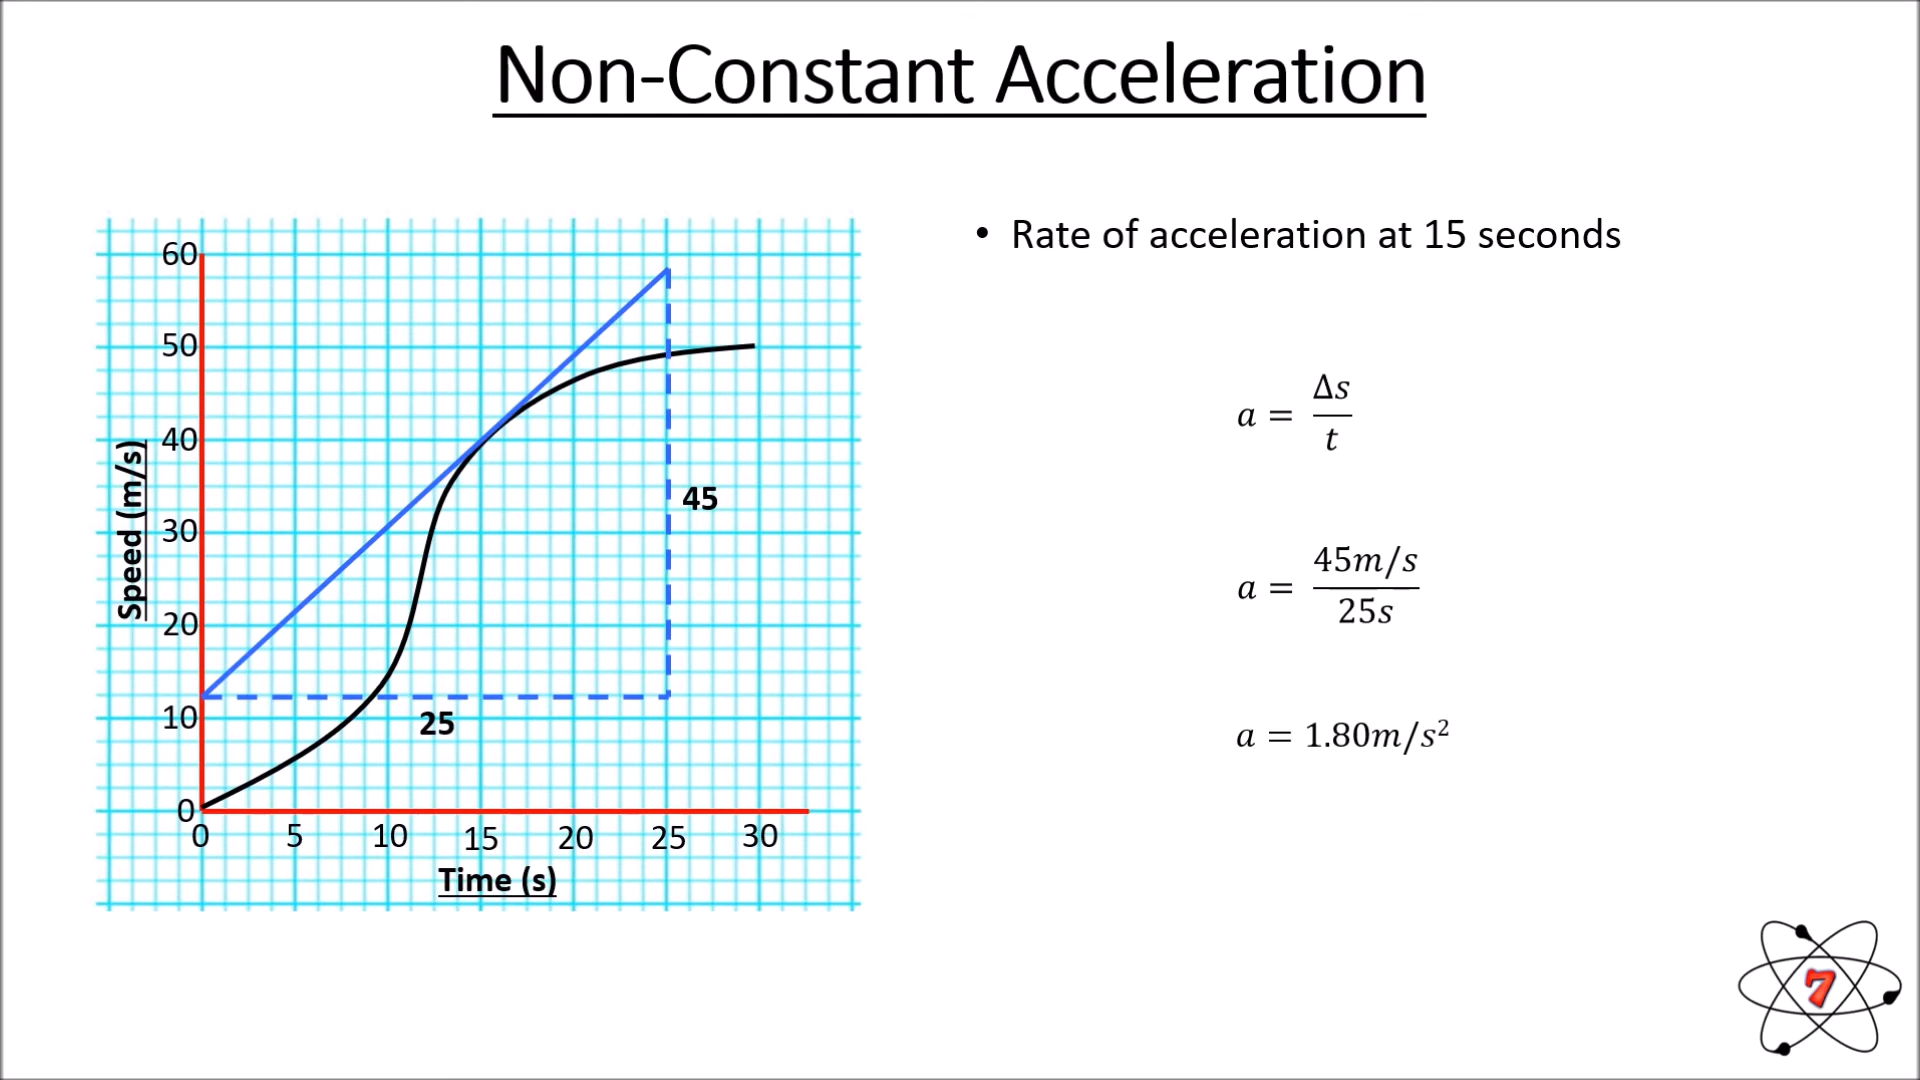 Non-Constant Acceleration
• Rate of acceleration at 15 seconds
60
50
40
30
20
10
0
Speed (m/s)
45
25
0 5 10 15 20 25 30
Time (s)
a = Δs/t
a = 45m/s/25s
a = 1.80m/s²
7